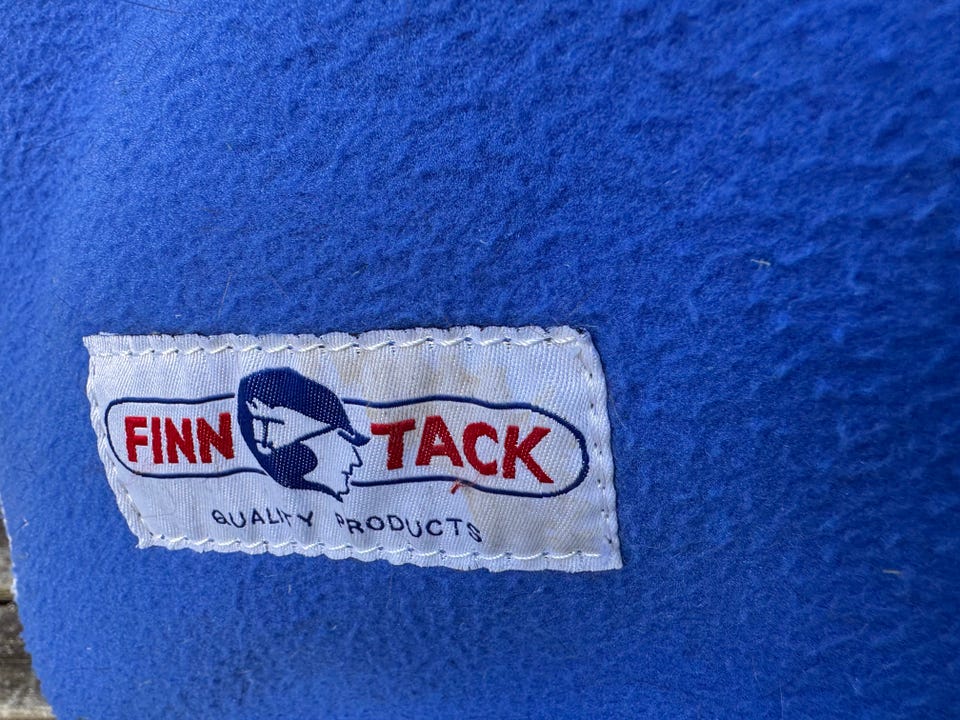 FINN TACK
QUALITY PRODUCTS